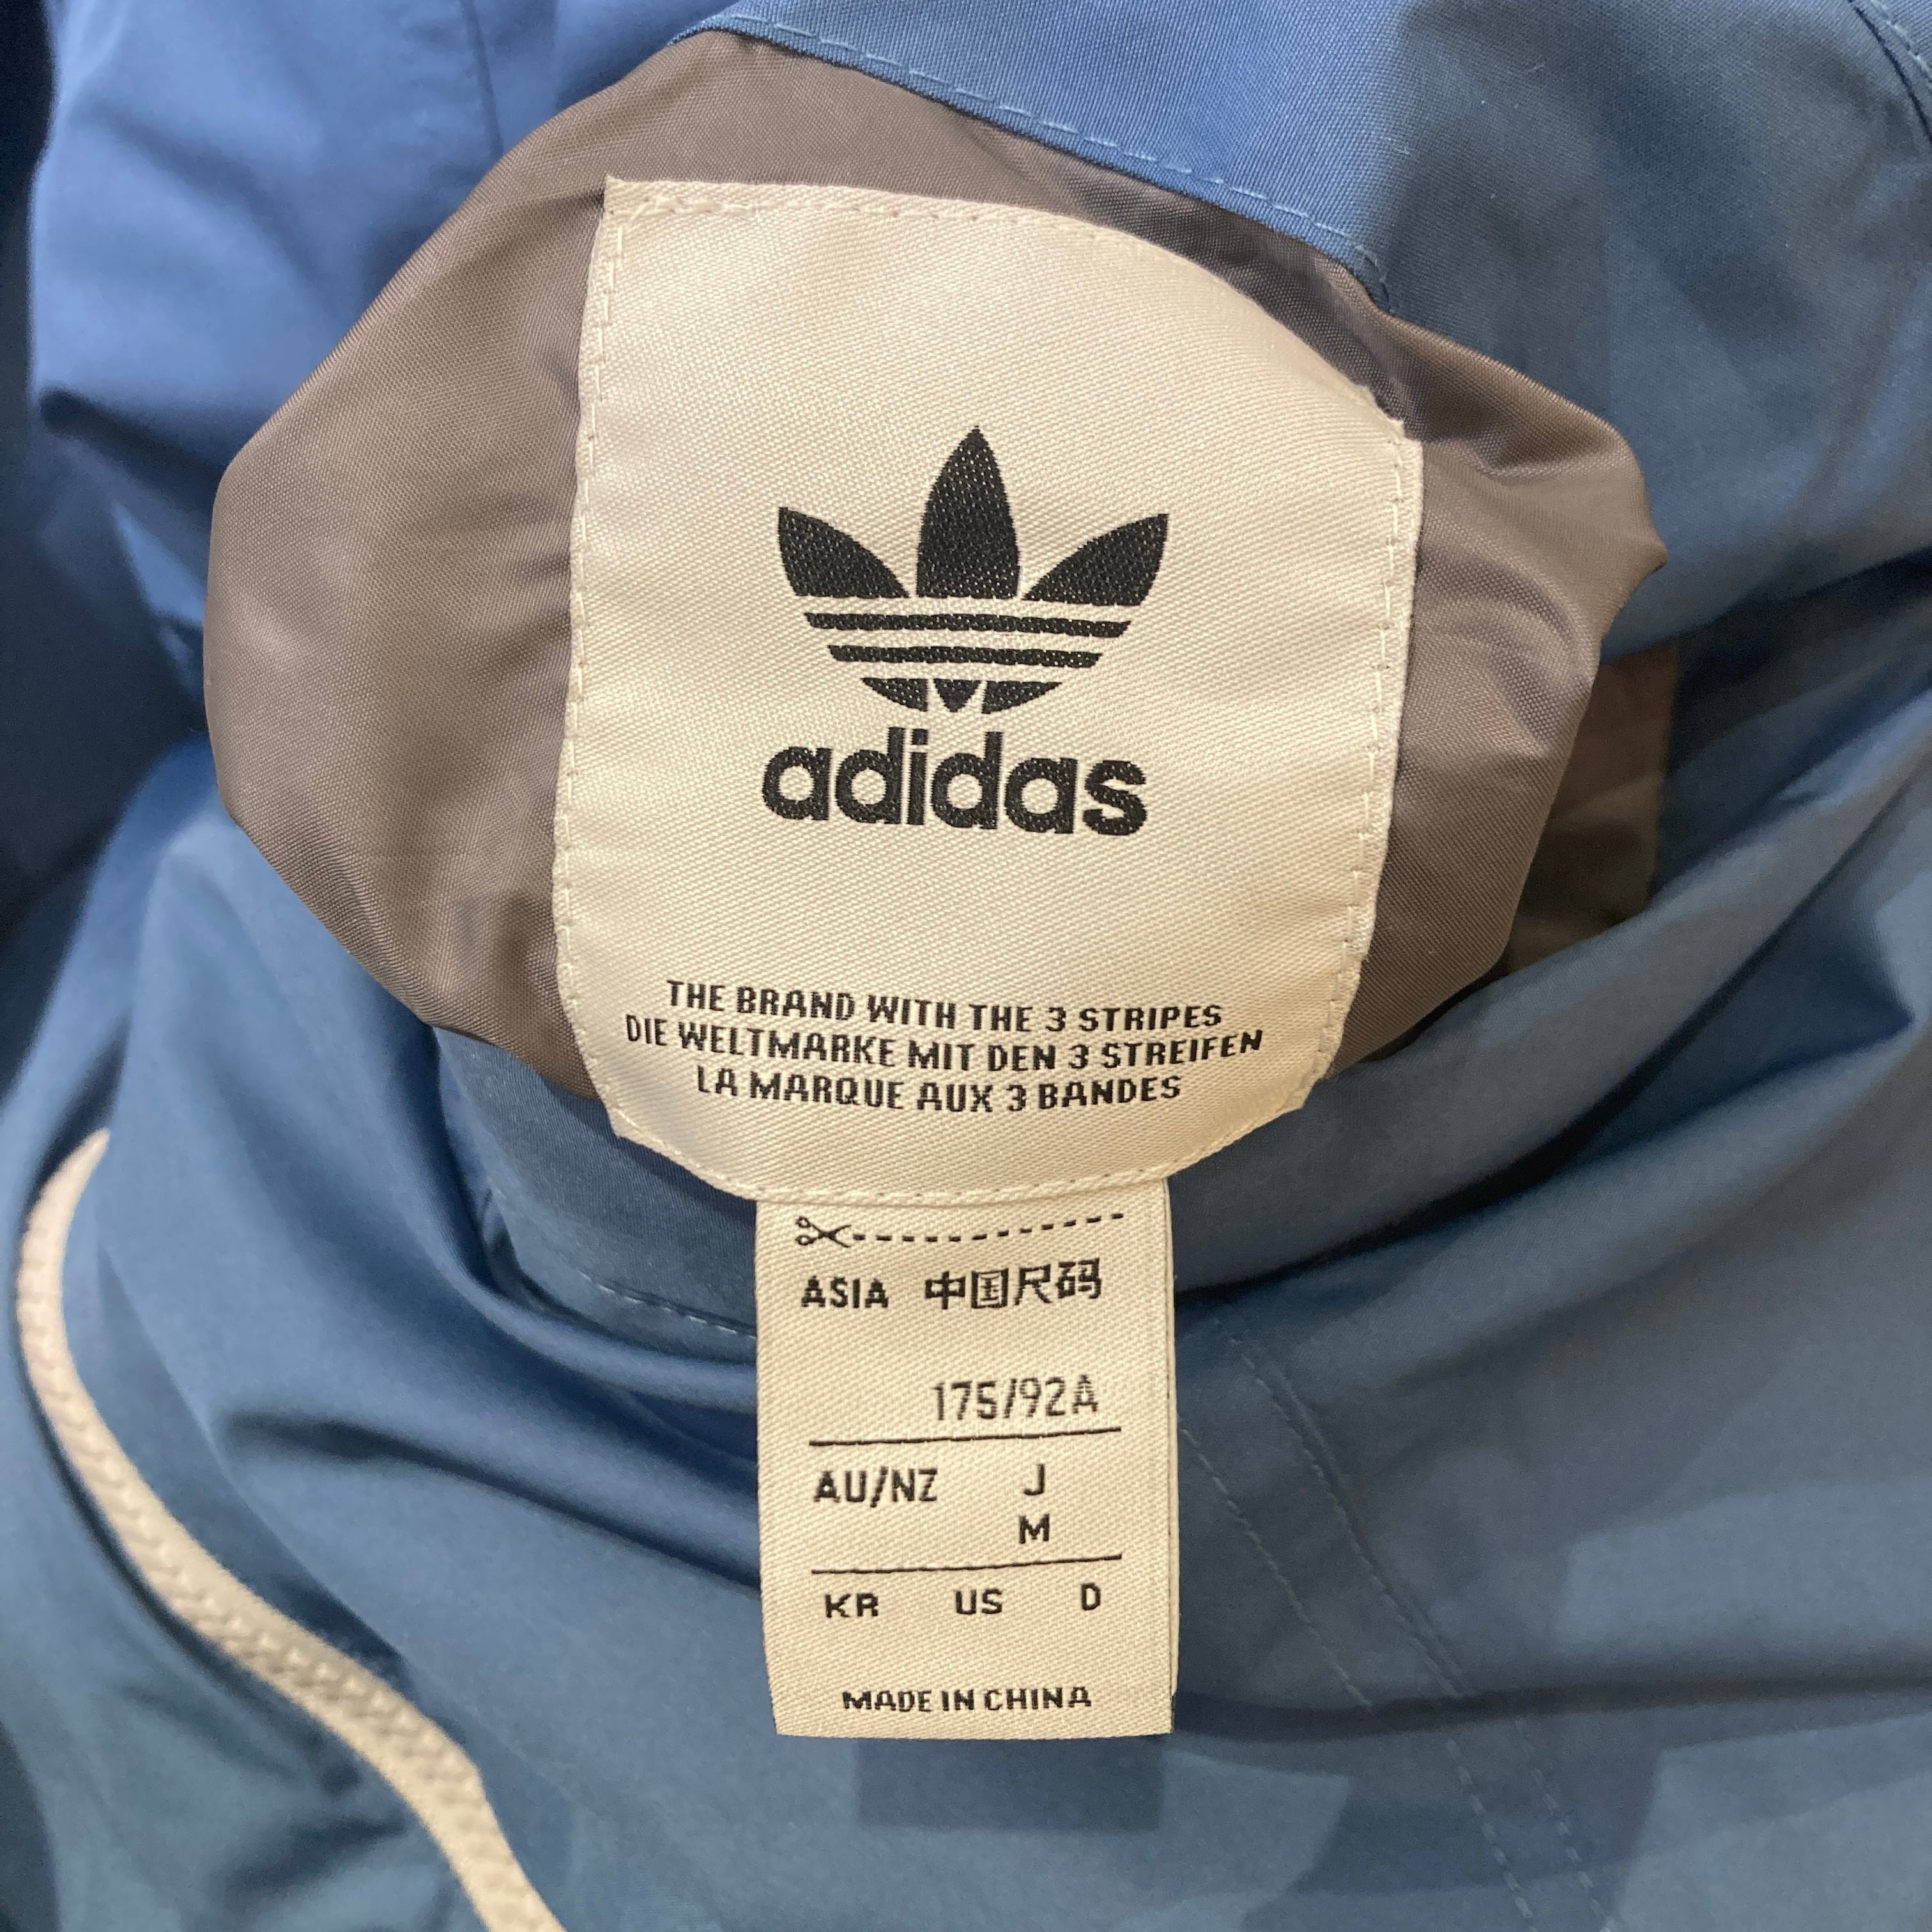 adidas
THE BRAND WITH THE 3 STRIPES
DIE WELTMARKE MIT DEN 3 STREIFEN
LA MARQUE AUX 3 BANDES
ASIA 中国尺码
175/92A
AU/NZ J
M
KR US D
MADE IN CHINA